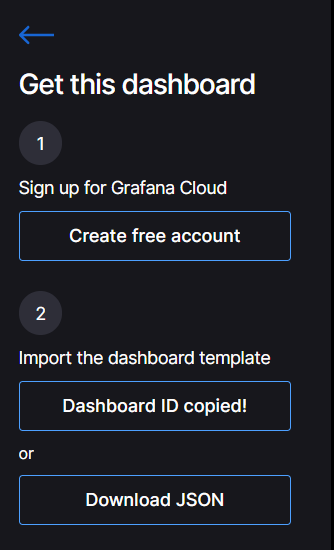 Get this dashboard
1
Sign up for Grafana Cloud
Create free account
2
Import the dashboard template
Dashboard ID copied!
or
Download JSON